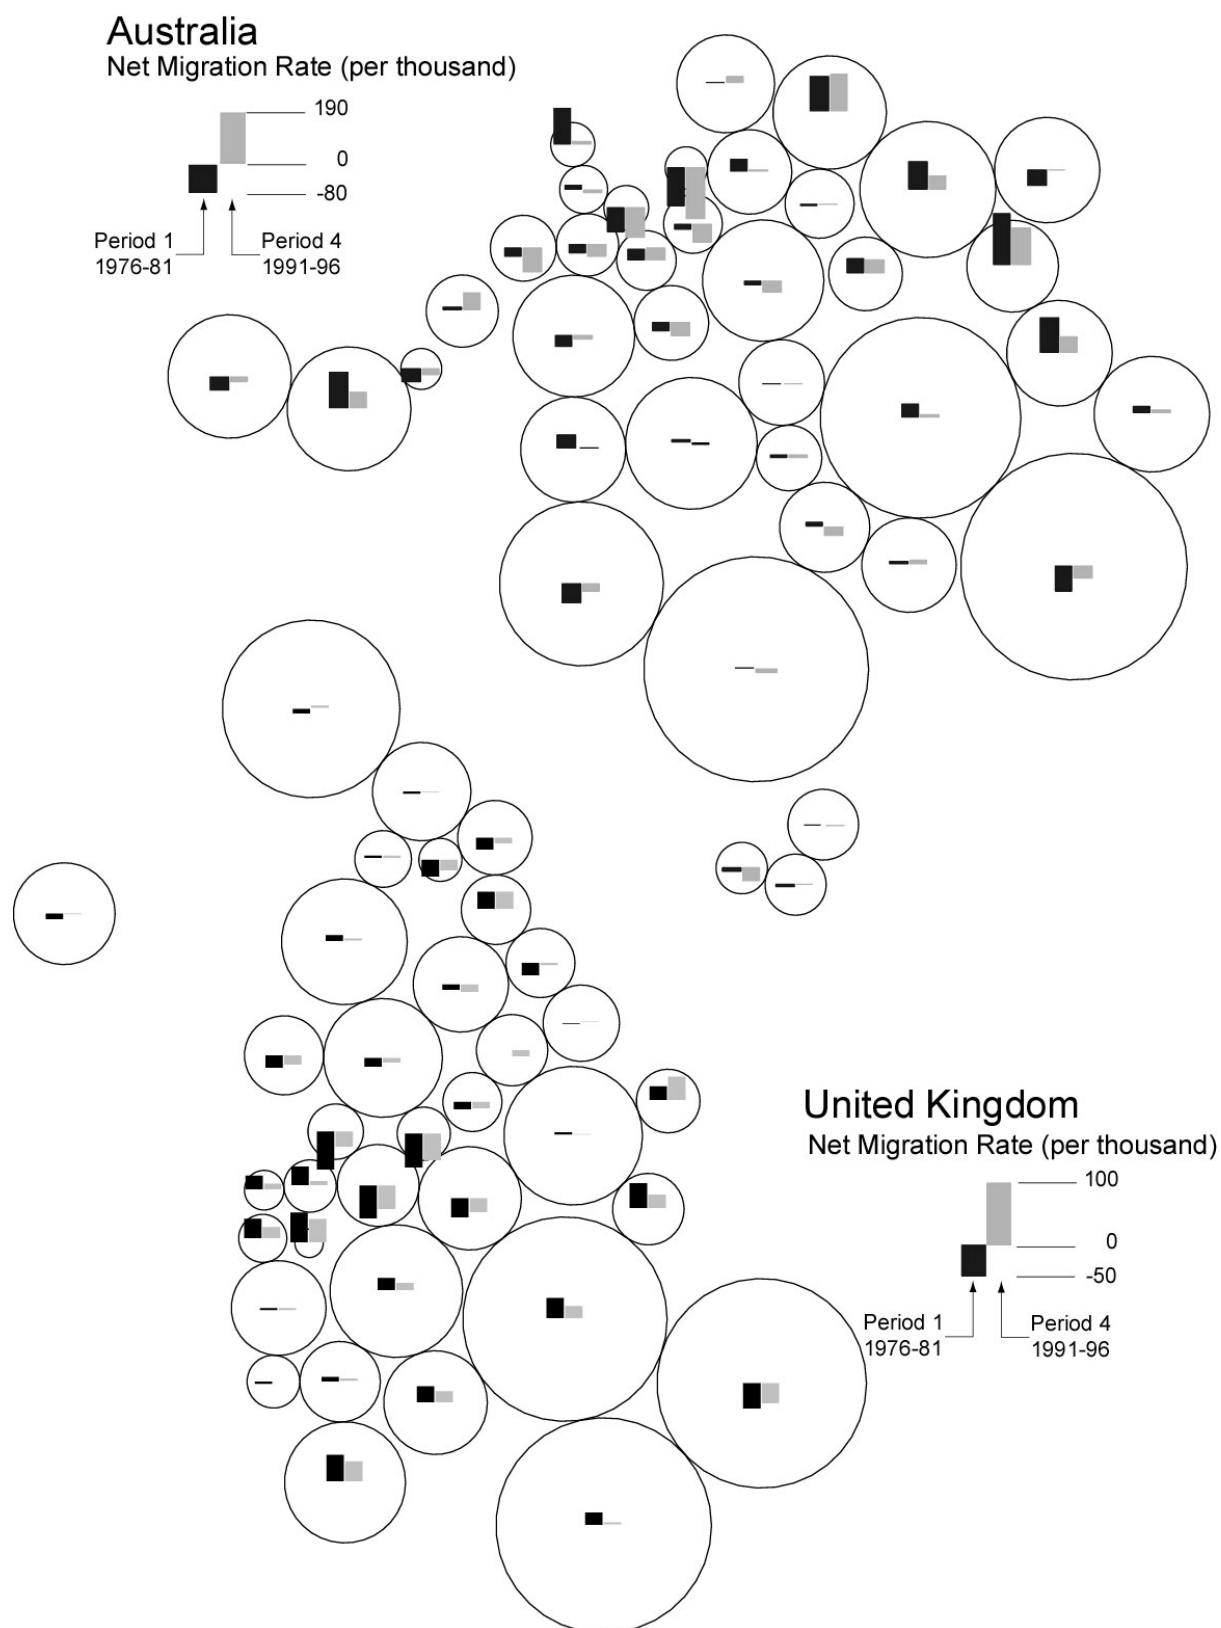 Australia
Net Migration Rate (per thousand)
190
0
-80
Period 1
1976-81
Period 4
1991-96
United Kingdom
Net Migration Rate (per thousand)
100
0
-50
Period 1
1976-81
Period 4
1991-96